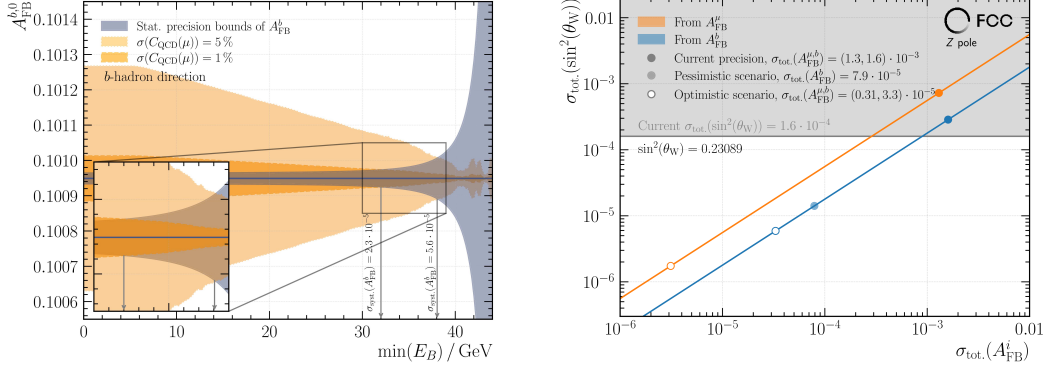 A_FB^{b,0}
0.1014
0.1013
0.1012
0.1011
0.1010
0.1009
0.1008
0.1007
0.1006
Stat. precision bounds of A_FB^b
σ(C_QCD(μ)) = 5 %
σ(C_QCD(μ)) = 1 %
b-hadron direction
σ_syst.(A_FB^b) = 2.3 · 10^{-5}
σ_syst.(A_FB^b) = 5.6 · 10^{-5}
0 10 20 30 40
min(E_B) / GeV
σ_tot.(sin²(θ_W))
0.01
10^{-3}
10^{-4}
10^{-5}
10^{-6}
From A_FB^μ
From A_FB^b
Current precision, σ_tot.(A_FB^{μ,b}) = (1.3, 1.6) · 10^{-3}
Pessimistic scenario, σ_tot.(A_FB^b) = 7.9 · 10^{-5}
Optimistic scenario, σ_tot.(A_FB^{μ,b}) = (0.31, 3.3) · 10^{-5}
FCC
Z pole
Current σ_tot.(sin²(θ_W)) = 1.6 · 10^{-4}
sin²(θ_W) = 0.23089
10^{-6} 10^{-5} 10^{-4} 10^{-3} 0.01
σ_tot.(A_FB^i)